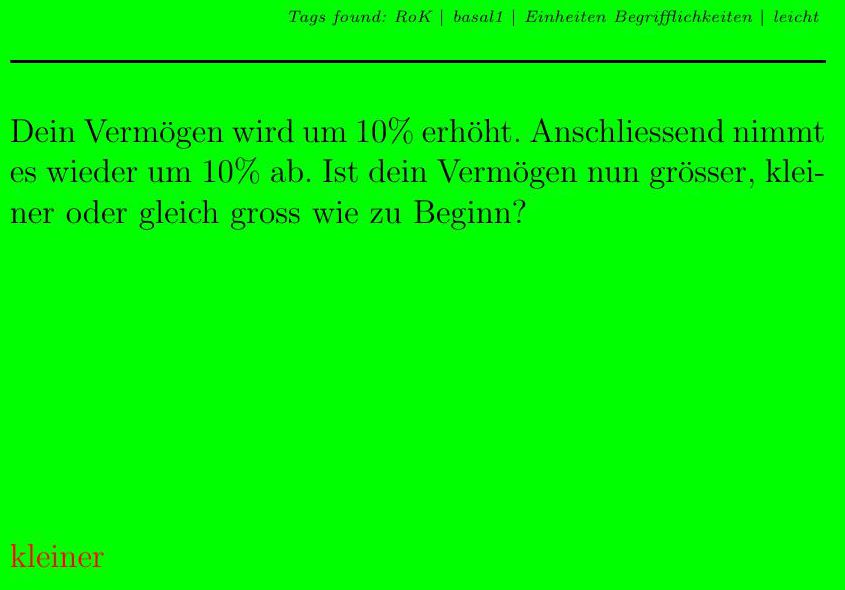 Tags found: RoK | basal1 | Einheiten Begrifflichkeiten | leicht
Dein Vermögen wird um 10% erhöht. Anschliessend nimmt
es wieder um 10% ab. Ist dein Vermögen nun grösser, klei-
ner oder gleich gross wie zu Beginn?
kleiner